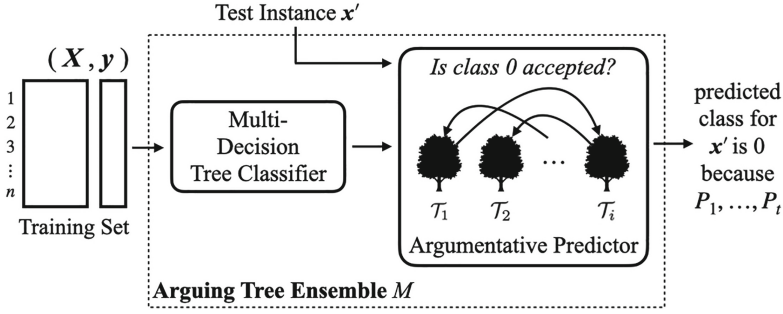 Test Instance x′
( X , y )
1
2
3
⋮
n
Training Set
Multi-
Decision
Tree Classifier
Is class 0 accepted?
...
𝒯1 𝒯2 𝒯i
Argumentative Predictor
Arguing Tree Ensemble M
predicted
class for
x′ is 0
because
P1, …, Pt